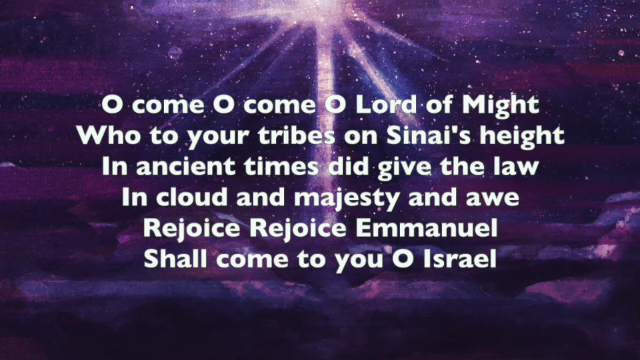 O come O come O Lord of Might
Who to your tribes on Sinai's height
In ancient times did give the law
In cloud and majesty and awe
Rejoice Rejoice Emmanuel
Shall come to you O Israel